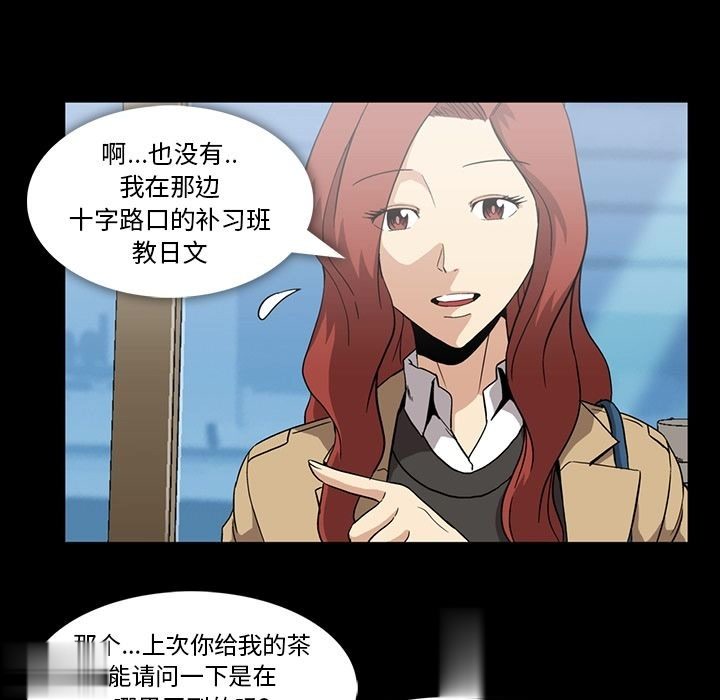 啊...也没有..
我在那边
十字路口的补习班
教日文
那个...上次你给我的茶
能请问一下是在